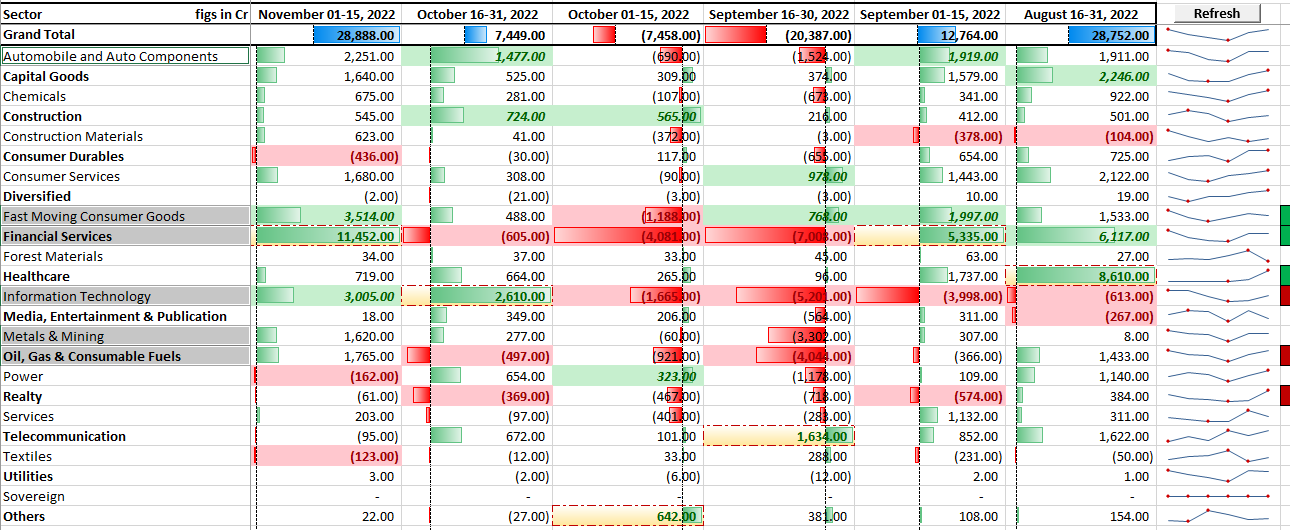 Sector figs in Cr November 01-15, 2022 October 16-31, 2022 October 01-15, 2022 September 16-30, 2022 September 01-15, 2022 August 16-31, 2022 Refresh
Grand Total 28,888.00 7,449.00 (7,458.00) (20,387.00) 12,764.00 28,752.00
Automobile and Auto Components 2,251.00 1,477.00 (690.00) (1,524.00) 1,919.00 1,911.00
Capital Goods 1,640.00 525.00 309.00 374.00 1,579.00 2,246.00
Chemicals 675.00 281.00 (107.00) (673.00) 341.00 922.00
Construction 545.00 724.00 565.00 216.00 412.00 501.00
Construction Materials 623.00 41.00 (372.00) (3.00) (378.00) (104.00)
Consumer Durables (436.00) (30.00) 117.00 (655.00) 654.00 725.00
Consumer Services 1,680.00 308.00 (90.00) 978.00 1,443.00 2,122.00
Diversified (2.00) (21.00) (3.00) (3.00) 10.00 19.00
Fast Moving Consumer Goods 3,514.00 488.00 (1,188.00) 768.00 1,997.00 1,533.00
Financial Services 11,452.00 (605.00) (4,081.00) (7,008.00) 5,335.00 6,117.00
Forest Materials 34.00 37.00 33.00 45.00 63.00 27.00
Healthcare 719.00 664.00 265.00 96.00 1,737.00 8,610.00
Information Technology 3,005.00 2,610.00 (1,665.00) (5,201.00) (3,998.00) (613.00)
Media, Entertainment & Publication 18.00 349.00 206.00 (564.00) 311.00 (267.00)
Metals & Mining 1,620.00 277.00 (60.00) (3,302.00) 307.00 8.00
Oil, Gas & Consumable Fuels 1,765.00 (497.00) (921.00) (4,044.00) (366.00) 1,433.00
Power (162.00) 654.00 323.00 (1,178.00) 109.00 1,140.00
Realty (61.00) (369.00) (467.00) (718.00) (574.00) 384.00
Services 203.00 (97.00) (401.00) (283.00) 1,132.00 311.00
Telecommunication (95.00) 672.00 101.00 1,634.00 852.00 1,622.00
Textiles (123.00) (12.00) 33.00 288.00 (231.00) (50.00)
Utilities 3.00 (2.00) (6.00) (12.00) 2.00 1.00
Sovereign - - - - - -
Others 22.00 (27.00) 642.00 381.00 108.00 154.00